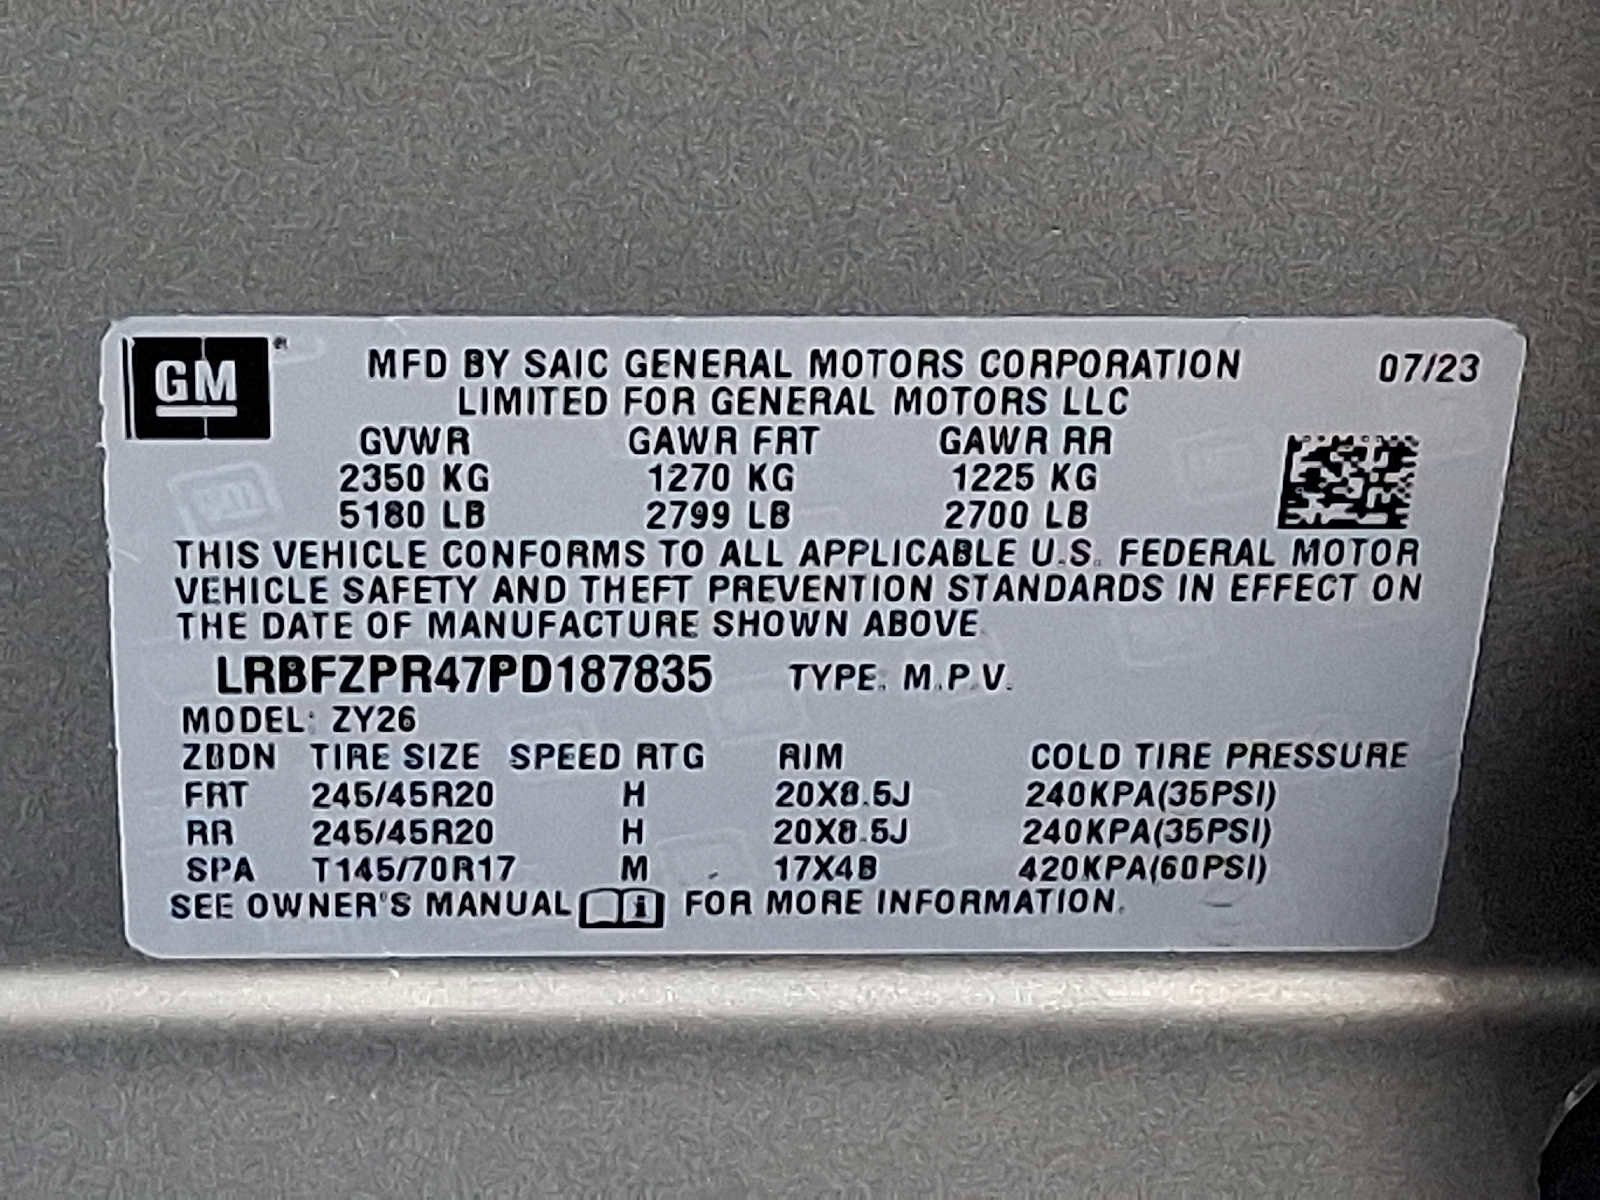 GM
MFD BY SAIC GENERAL MOTORS CORPORATION 07/23
LIMITED FOR GENERAL MOTORS LLC
GVWR GAWR FRT GAWR RR
2350 KG 1270 KG 1225 KG
5180 LB 2799 LB 2700 LB
THIS VEHICLE CONFORMS TO ALL APPLICABLE U.S. FEDERAL MOTOR
VEHICLE SAFETY AND THEFT PREVENTION STANDARDS IN EFFECT ON
THE DATE OF MANUFACTURE SHOWN ABOVE.
LRBFZPR47PD187835 TYPE: M.P.V.
MODEL: ZY26
ZBDN TIRE SIZE SPEED RTG RIM COLD TIRE PRESSURE
FRT 245/45R20 H 20X8.5J 240KPA(35PSI)
RR 245/45R20 H 20X8.5J 240KPA(35PSI)
SPA T145/70R17 M 17X4B 420KPA(60PSI)
SEE OWNER'S MANUAL FOR MORE INFORMATION.